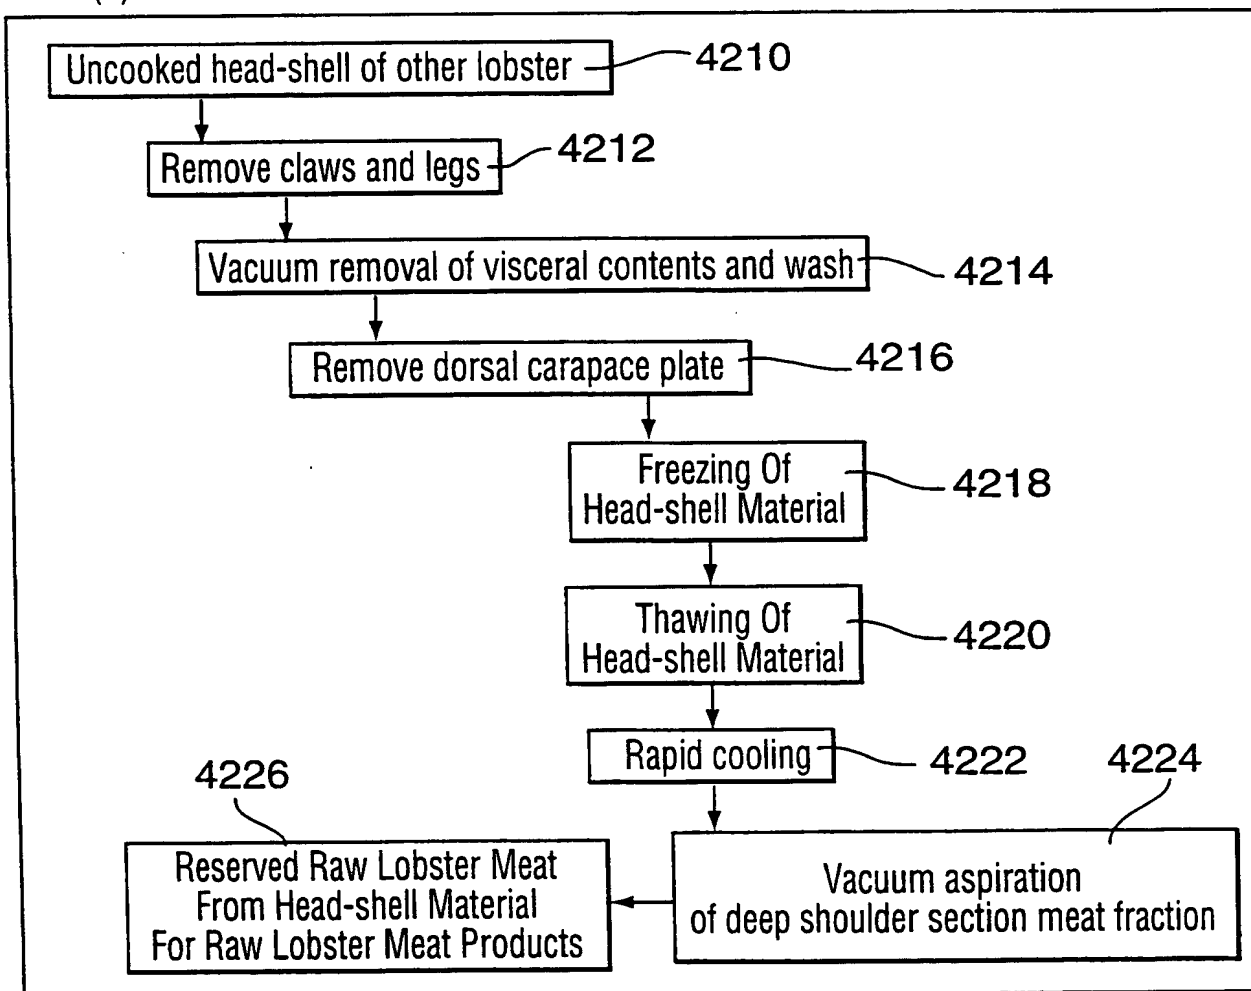 Uncooked head-shell of other lobster
4210
Remove claws and legs
4212
Vacuum removal of visceral contents and wash
4214
Remove dorsal carapace plate
4216
Freezing Of
Head-shell Material
4218
Thawing Of
Head-shell Material
4220
Rapid cooling
4222
4224
Vacuum aspiration
of deep shoulder section meat fraction
4226
Reserved Raw Lobster Meat
From Head-shell Material
For Raw Lobster Meat Products